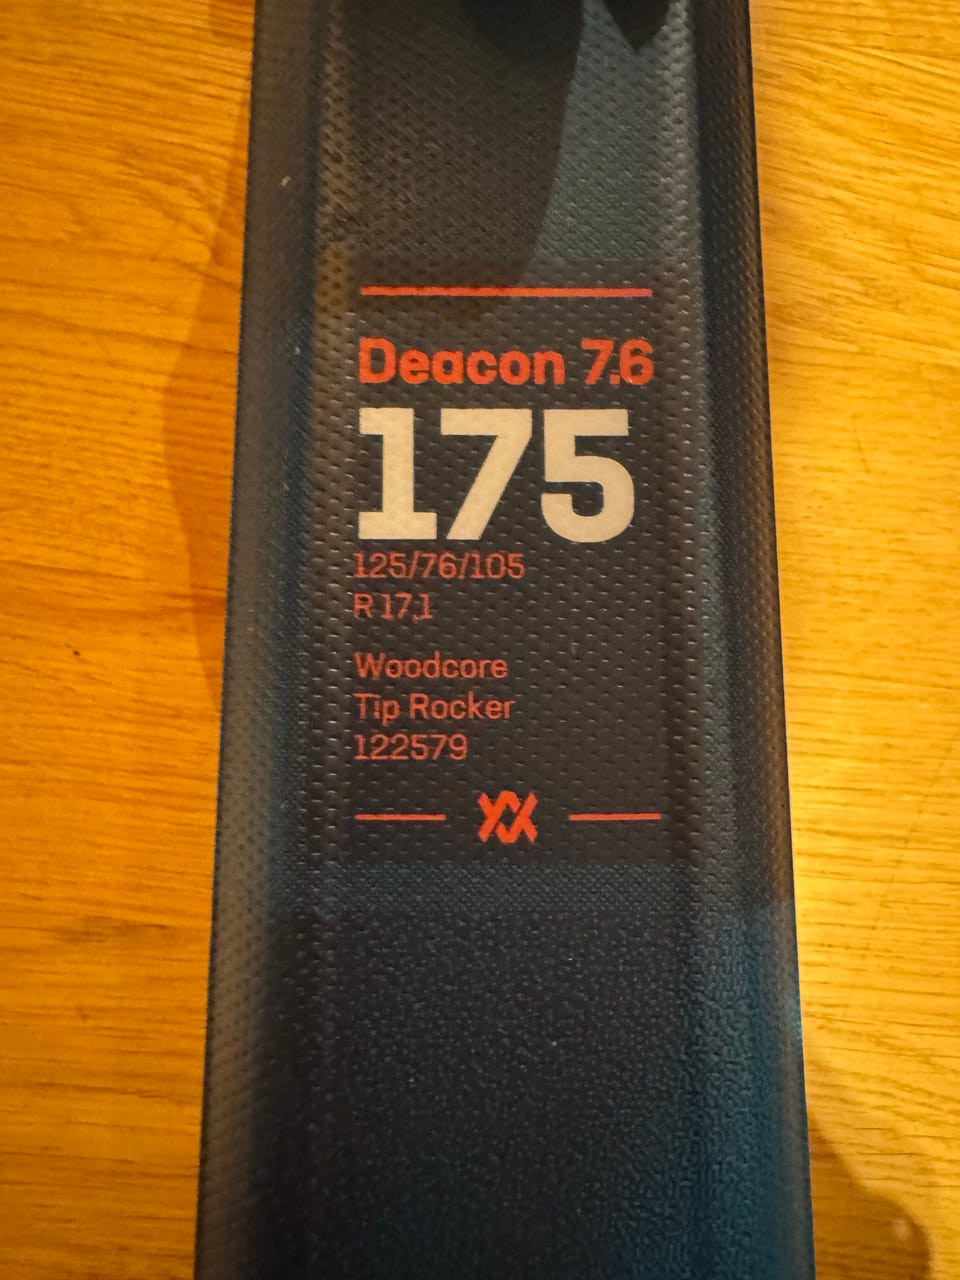 Deacon 7.6
175
125/76/105
R 17,1
Woodcore
Tip Rocker
122579